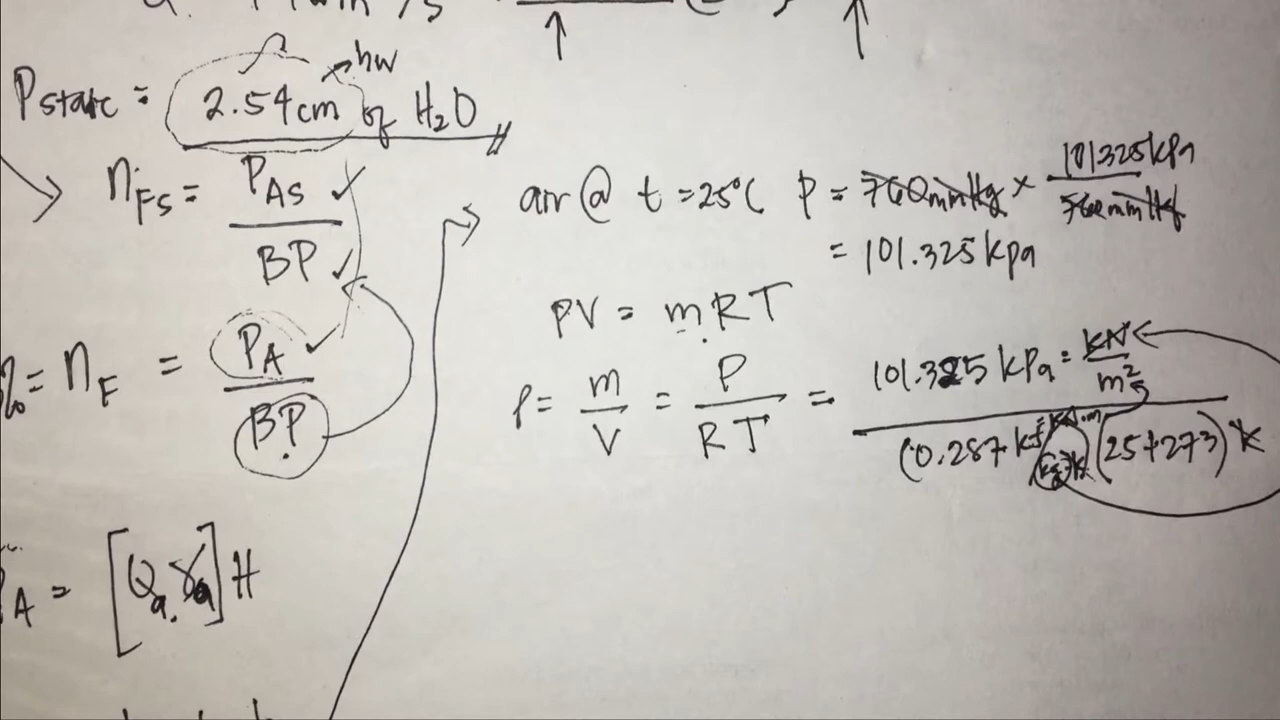 Pstatic = 2.54cm of H₂O
hw
ηFS = PAS / BP
η₀ = ηF = PA / BP
PA = [Qa γa] H
air @ t = 25°C P = 760mmHg × 101.325kPa / 760mmHg
= 101.325 kPa
PV = mRT
ρ = m / V = P / RT = 101.325 kPa = kN / m² / (0.287 kJ = kN.m / kg-K (25+273) K